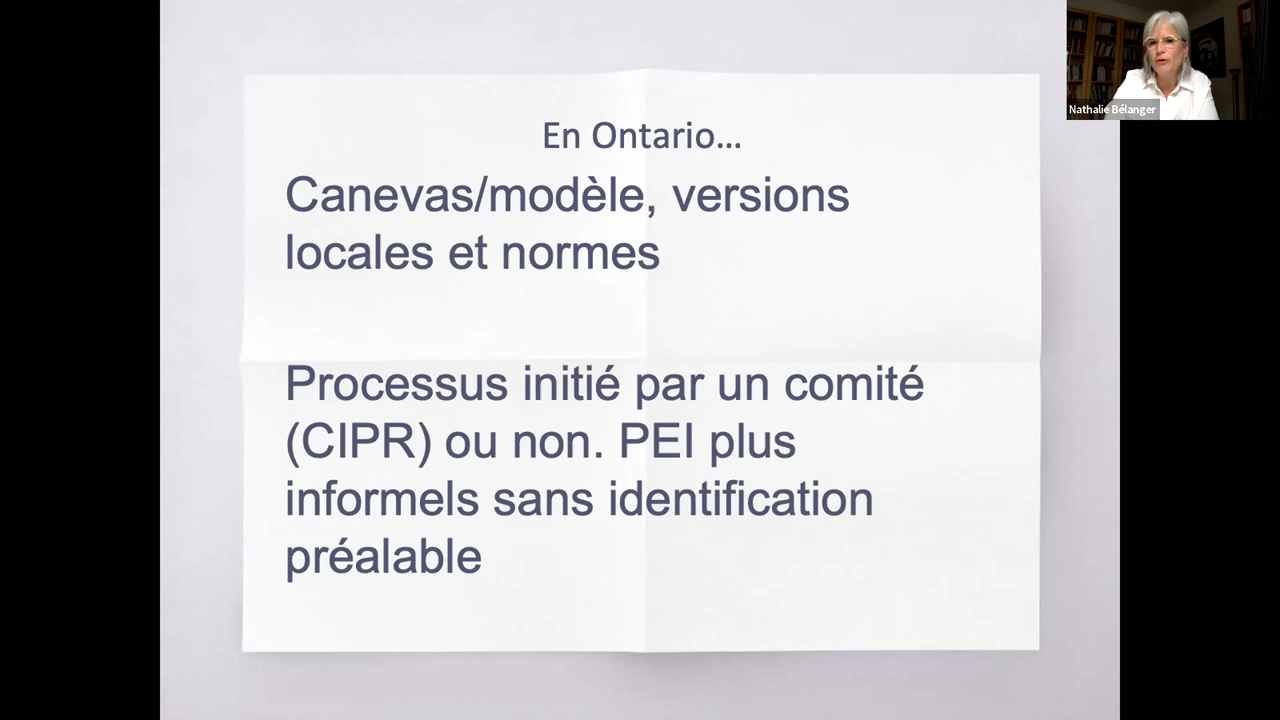 En Ontario...
Canevas/modèle, versions
locales et normes
Processus initié par un comité
(CIPR) ou non. PEI plus
informels sans identification
préalable
Nathalie Bélanger